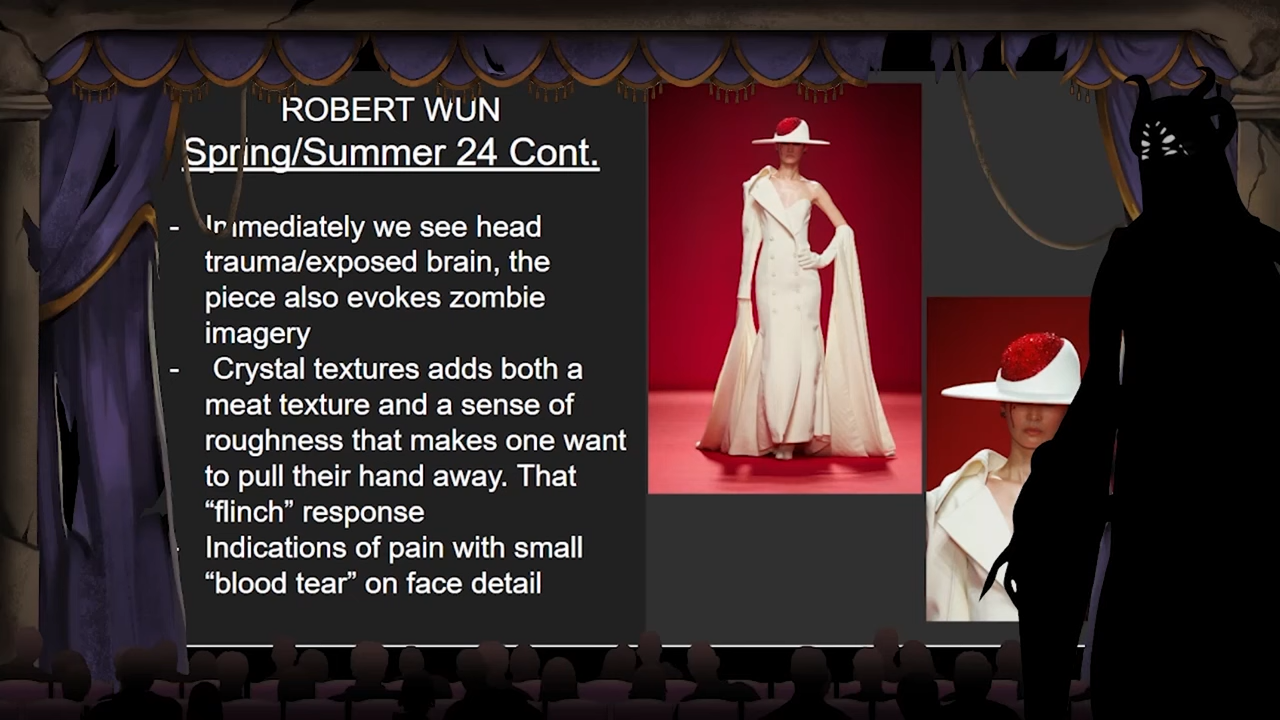 ROBERT WUN
Spring/Summer 24 Cont.
- Immediately we see head
trauma/exposed brain, the
piece also evokes zombie
imagery
- Crystal textures adds both a
meat texture and a sense of
roughness that makes one want
to pull their hand away. That
“flinch” response
- Indications of pain with small
“blood tear” on face detail